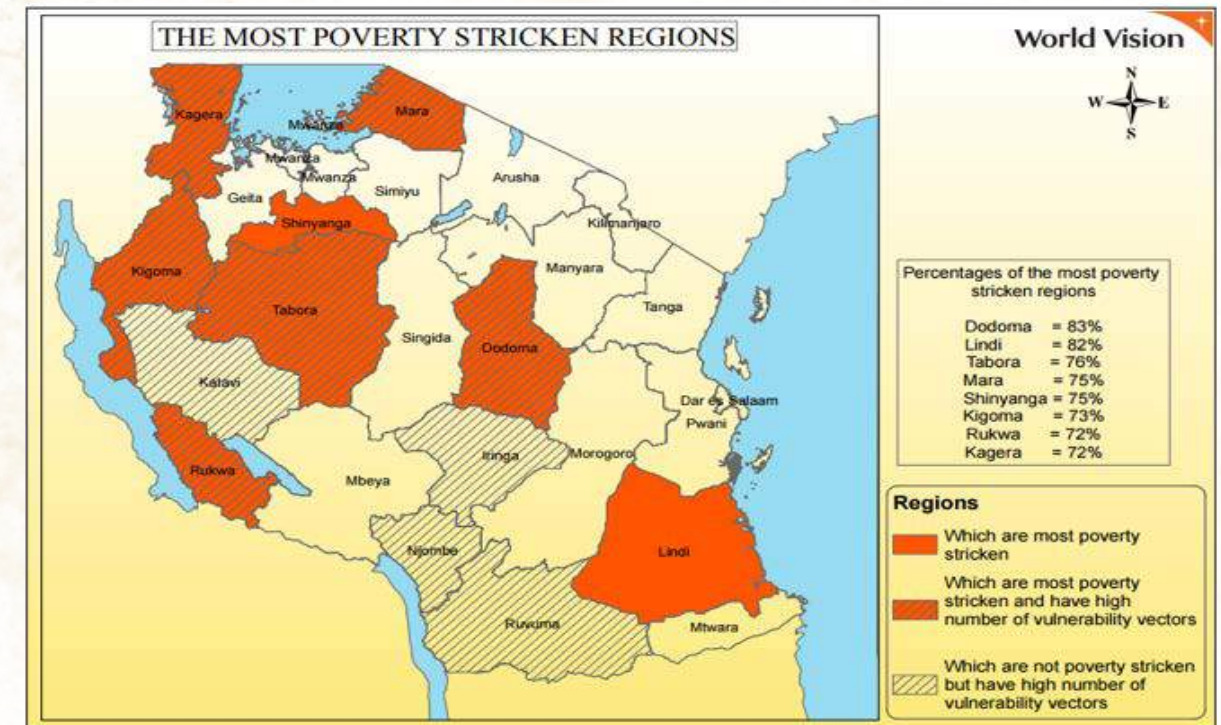 THE MOST POVERTY STRICKEN REGIONS
World Vision
N
W E
S
Kagera
Mara
Mwanza
Mwanza
Mwanza
Geita
Simiyu
Arusha
Shinyanga
Kilimanjaro
Kigoma
Manyara
Tabora
Tanga
Singida
Dodoma
Katavi
Dar es Salaam
Pwani
Iringa
Morogoro
Rukwa
Mbeya
Njombe
Lindi
Ruvuma
Mtwara
Percentages of the most poverty
stricken regions
Dodoma = 83%
Lindi = 82%
Tabora = 76%
Mara = 75%
Shinyanga = 75%
Kigoma = 73%
Rukwa = 72%
Kagera = 72%
Regions
Which are most poverty
stricken
Which are most poverty
stricken and have high
number of vulnerability vectors
Which are not poverty stricken
but have high number of
vulnerability vectors